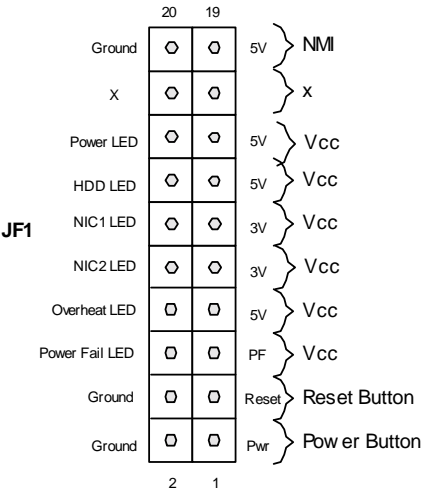 20 19
Ground 5V NMI
X x
Power LED 5V Vcc
HDD LED 5V Vcc
JF1
NIC1 LED 3V Vcc
NIC2 LED 3V Vcc
Overheat LED 5V Vcc
Power Fail LED PF Vcc
Ground Reset Reset Button
Ground Pwr Power Button
2 1